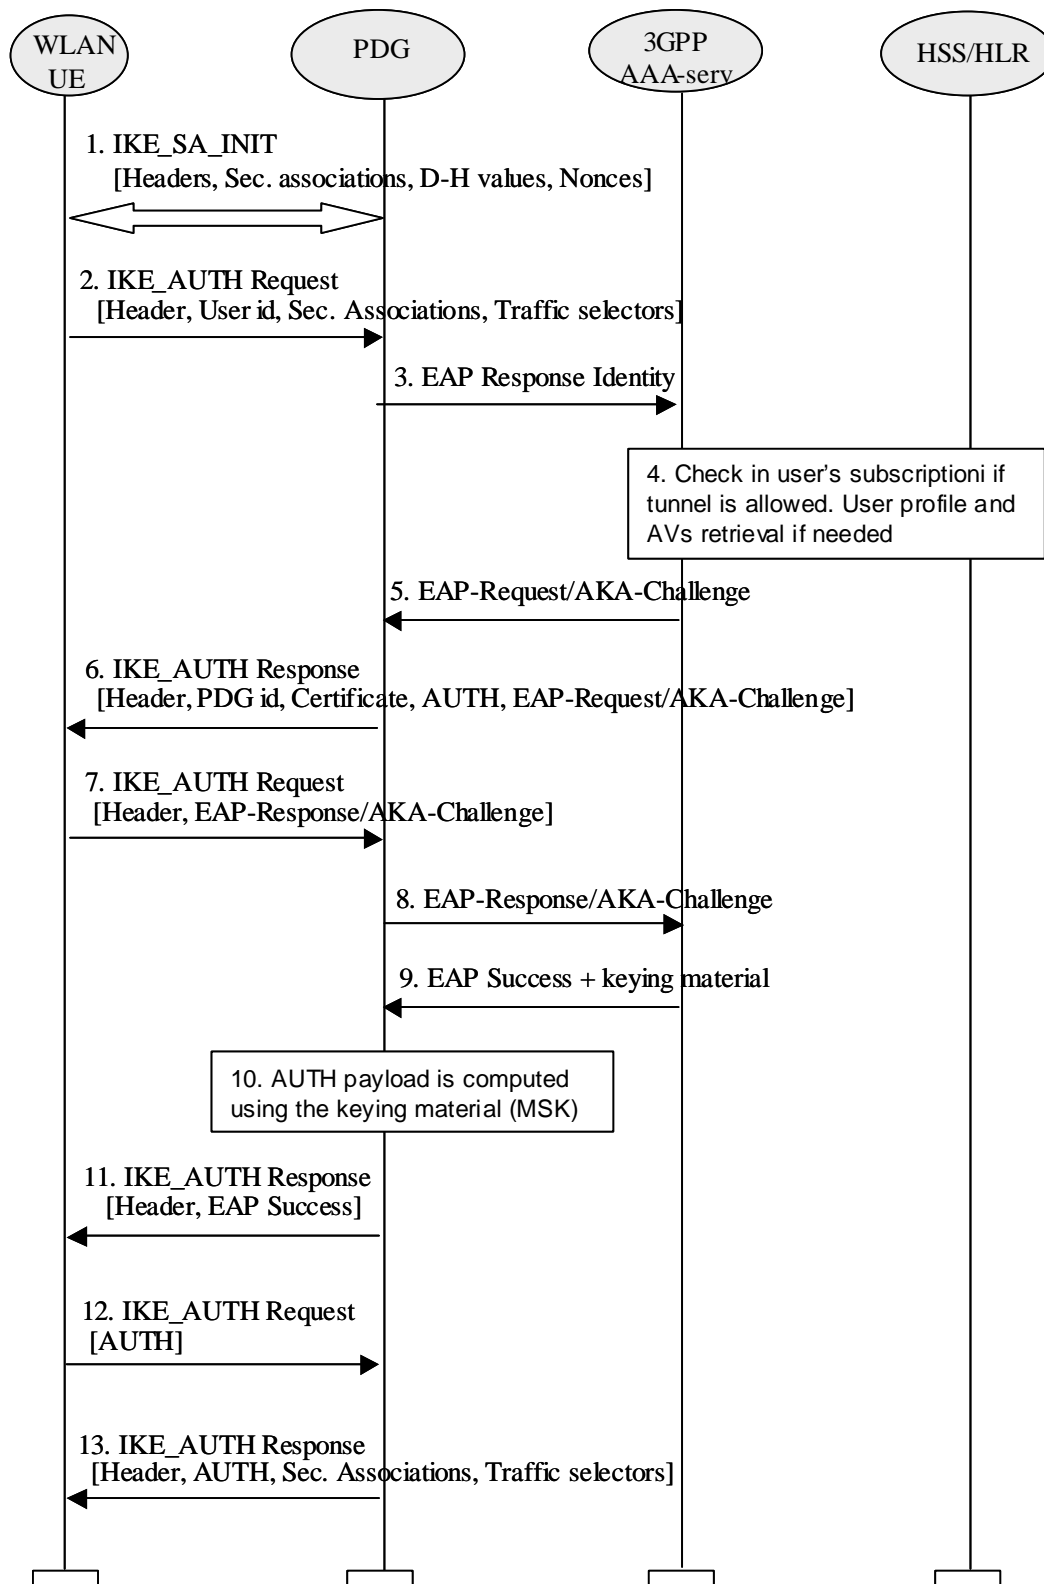 WLAN
UE
PDG
3GPP
AAA-serv
HSS/HLR
1. IKE_SA_INIT
[Headers, Sec. associations, D-H values, Nonces]
2. IKE_AUTH Request
[Header, User id, Sec. Associations, Traffic selectors]
3. EAP Response Identity
4. Check in user's subscriptioni if
tunnel is allowed. User profile and
AVs retrieval if needed
5. EAP-Request/AKA-Challenge
6. IKE_AUTH Response
[Header, PDG id, Certificate, AUTH, EAP-Request/AKA-Challenge]
7. IKE_AUTH Request
[Header, EAP-Response/AKA-Challenge]
8. EAP-Response/AKA-Challenge
9. EAP Success + keying material
10. AUTH payload is computed
using the keying material (MSK)
11. IKE_AUTH Response
[Header, EAP Success]
12. IKE_AUTH Request
[AUTH]
13. IKE_AUTH Response
[Header, AUTH, Sec. Associations, Traffic selectors]